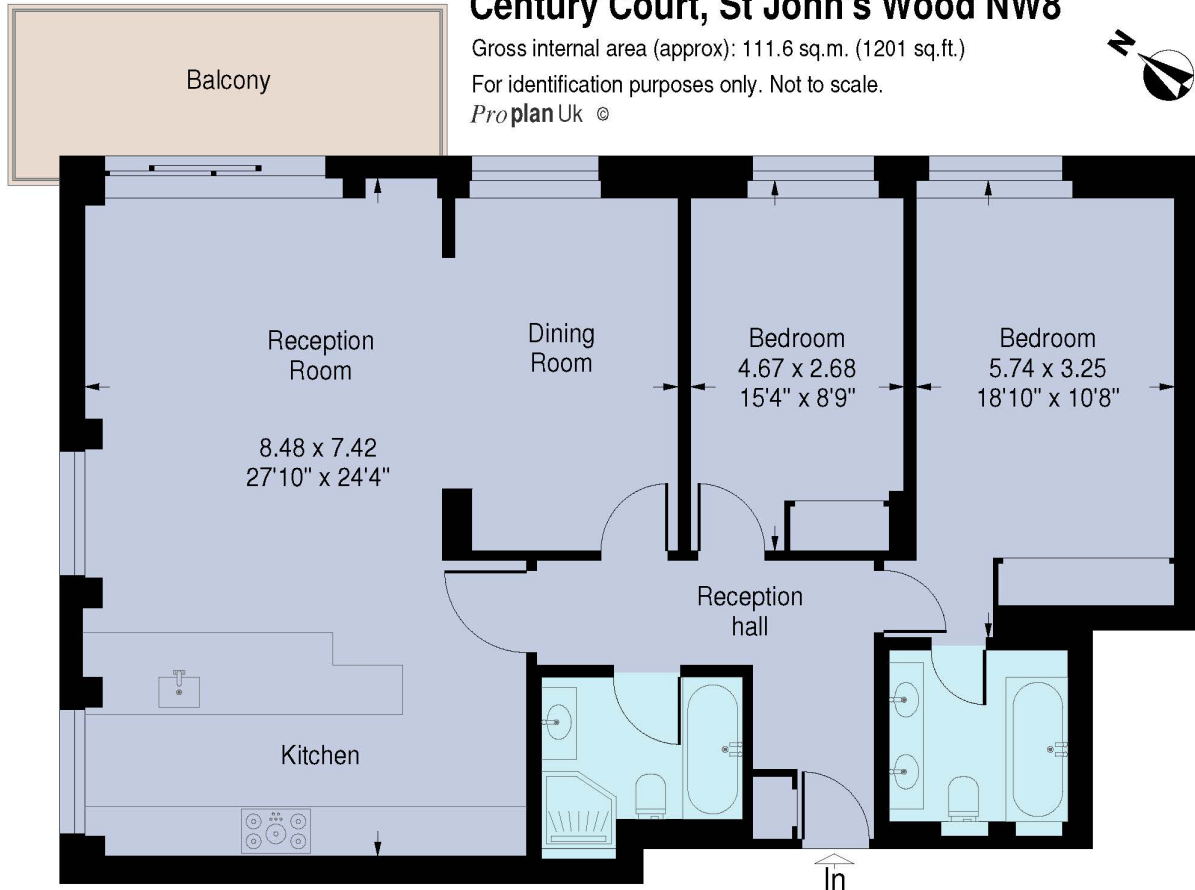 Century Court, St John's Wood NW8
Gross internal area (approx): 111.6 sq.m. (1201 sq.ft.)
For identification purposes only. Not to scale.
Proplan Uk ©
N
Balcony
Reception
Room
8.48 x 7.42
27'10" x 24'4"
Dining
Room
Bedroom
4.67 x 2.68
15'4" x 8'9"
Bedroom
5.74 x 3.25
18'10" x 10'8"
Reception
hall
Kitchen
In